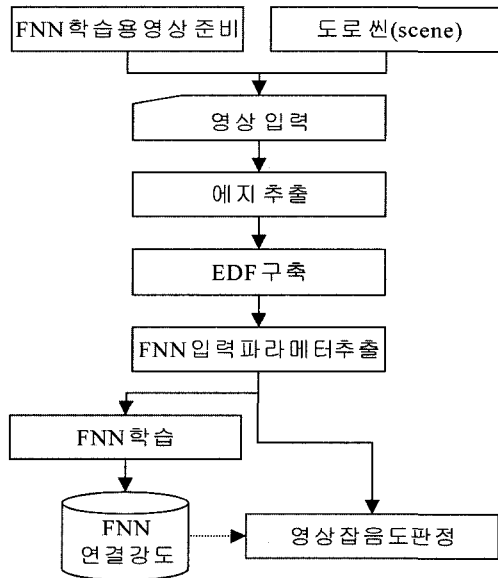 FNN학습용영상준비
도로씬(scene)
영상 입력
에지 추출
EDF구축
FNN입력파라메터추출
FNN학습
FNN
연결강도
영상잡음도판정